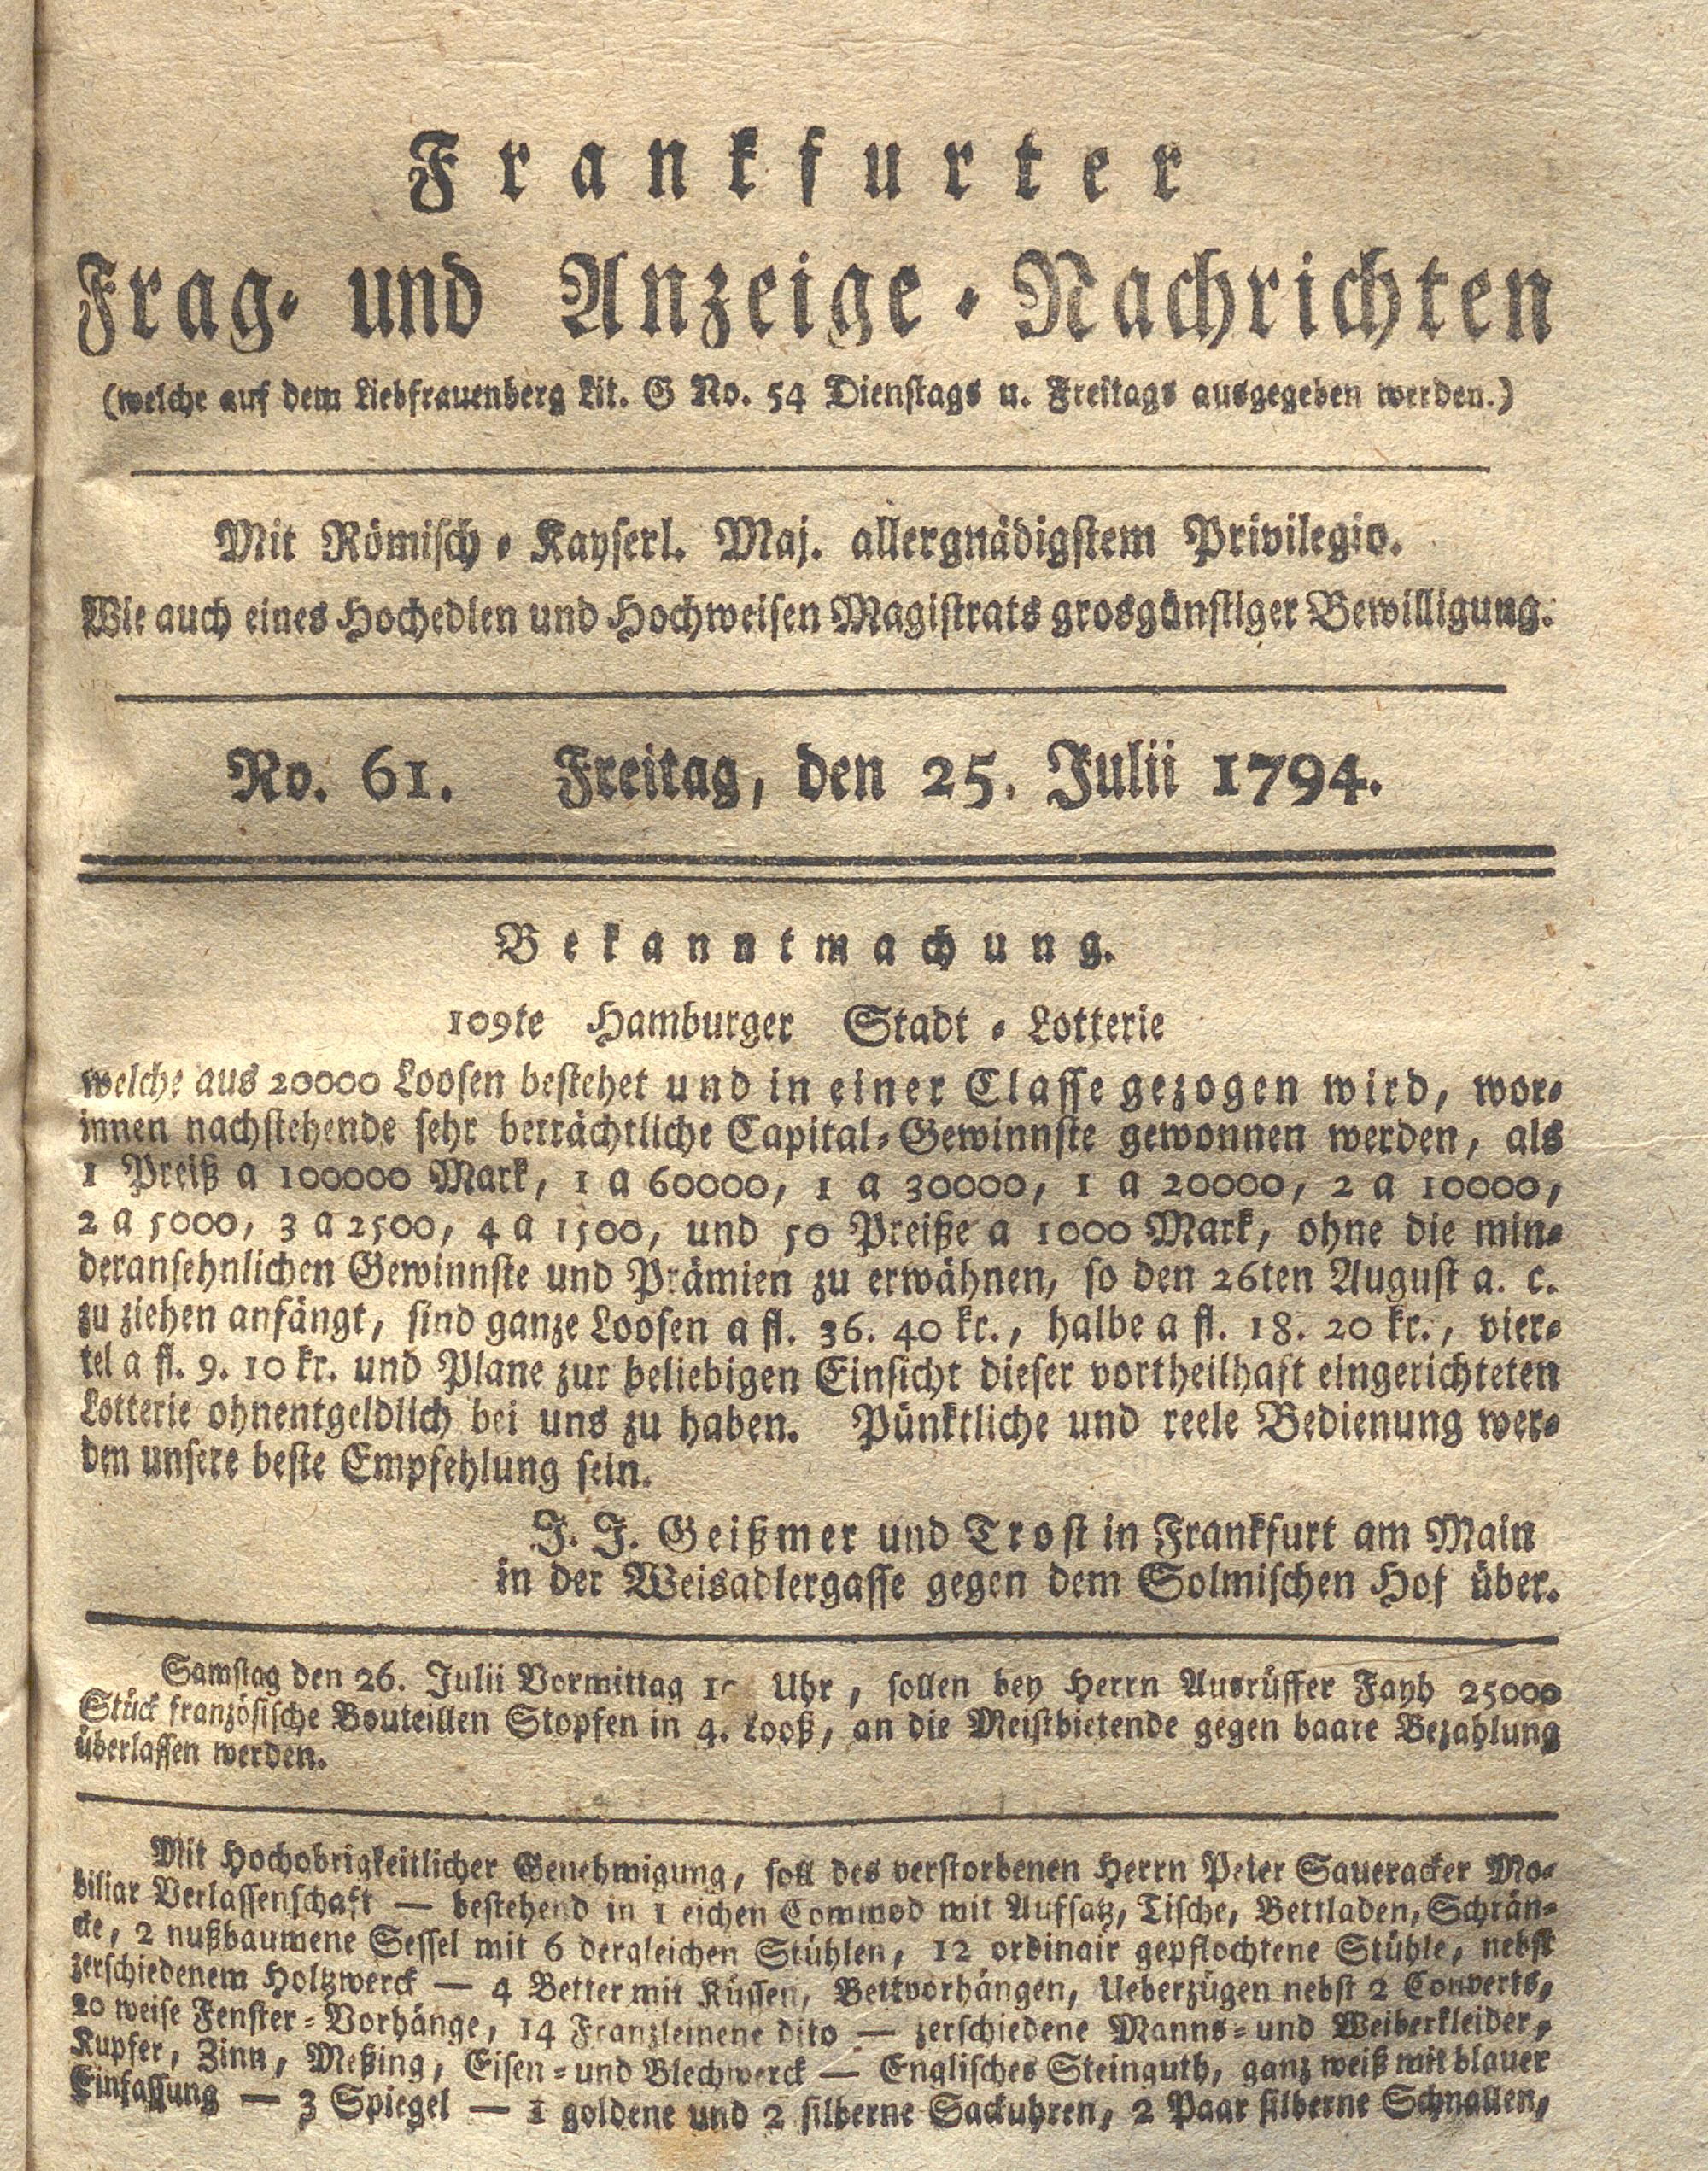 Frankfurter
Frag- und Anzeige-Nachrichten
(welche auf dem Liebfrauenberg Lit. G No. 54 Dienstags u. Freitags ausgegeben werden.)
Mit Römisch-Kayserl. Maj. allergnädigstem Privilegio.
Wie auch eines Hochedlen und Hochweisen Magistrats grosgünstiger Bewilligung.
No. 61. Freitag, den 25. Julii 1794.
Bekanntmachung.
109te Hamburger Stadt-Lotterie
welche aus 20000 Loosen bestehet und in einer Classe gezogen wird, wor-
innen nachstehende sehr beträchtliche Capital-Gewinnste gewonnen werden, als
1 Preiß a 100000 Mark, 1 a 60000, 1 a 30000, 1 a 20000, 2 a 10000,
2 a 5000, 3 a 2500, 4 a 1500, und 50 Preiße a 1000 Mark, ohne die min-
deransehnlichen Gewinnste und Prämien zu erwähnen, so den 26ten August a. c.
zu ziehen anfängt, sind ganze Loosen a fl. 36. 40 kr., halbe a fl. 18. 20 kr., vier-
tel a fl. 9. 10 kr. und Plane zur beliebigen Einsicht dieser vortheilhaft eingerichteten
Lotterie ohnentgeldlich bei uns zu haben. Pünktliche und reele Bedienung wer-
den unsere beste Empfehlung sein.
J. J. Geißmer und Trost in Frankfurt am Main
in der Weisadlergasse gegen dem Solmischen Hof über.
Samstag den 26. Julii Vormittag Uhr, sollen bey Herrn Ausrüffer Fayh 25000
Stück französische Bouteillen Stopfen in 4. Looß, an die Meistbietende gegen baare Bezahlung
überlassen werden.
Mit Hochobrigkeitlicher Genehmigung, soll des verstorbenen Herrn Peter Saueracker Mo-
biliar Verlassenschaft — bestehend in 1 eichen Commod mit Aufsatz, Tische, Bettladen, Schrän-
cke, 2 nußbaumene Sessel mit 6 dergleichen Stühlen, 12 ordinair gepflochtene Stühle, nebst
zerschiedenem Holtzwerck — 4 Better mit Küssen, Bettvorhängen, Ueberzügen nebst 2 Couverts,
20 weise Fenster-Vorhänge, 14 Franzleinene dito — zerschiedene Manns- und Weiberkleider,
Kupfer, Zinn, Meßing, Eisen- und Blechwerck — Englisches Steinguth, ganz weiß mit blauer
Einfassung — 3 Spiegel — 1 goldene und 2 silberne Sackuhren, 2 Paar silberne Schnallen,